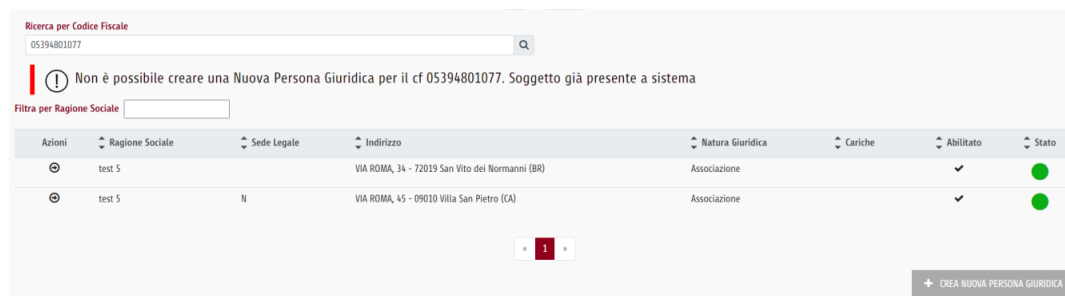 Ricerca per Codice Fiscale
05394801077
Non è possibile creare una Nuova Persona Giuridica per il cf 05394801077. Soggetto già presente a sistema
Filtra per Ragione Sociale
Azioni Ragione Sociale Sede Legale Indirizzo Natura Giuridica Cariche Abilitato Stato
test 5 VIA ROMA, 34 - 72019 San Vito dei Normanni (BR) Associazione
test 5 N VIA ROMA, 45 - 09010 Villa San Pietro (CA) Associazione
« 1 »
+ CREA NUOVA PERSONA GIURIDICA